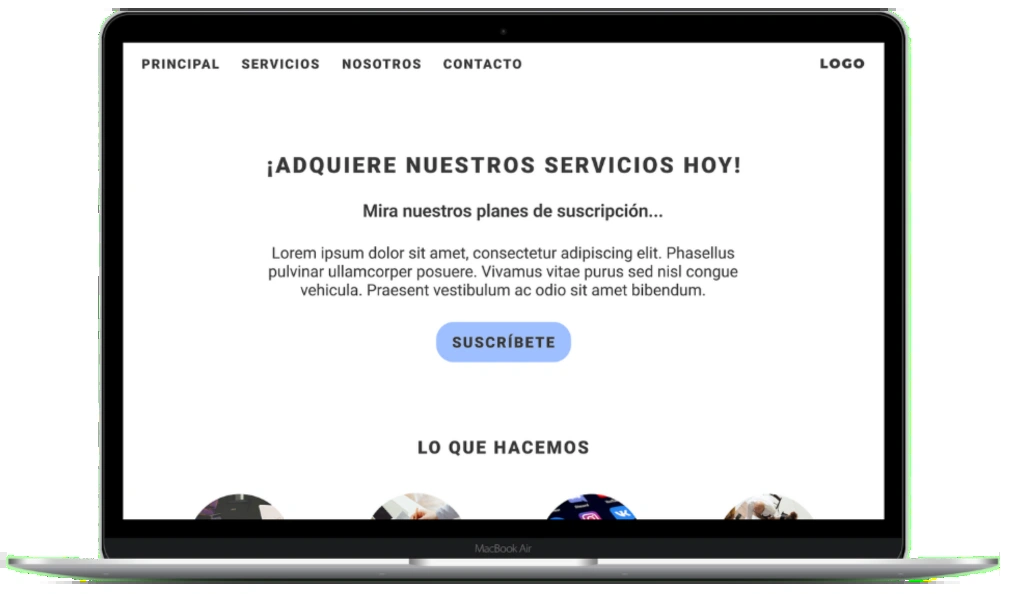 PRINCIPAL SERVICIOS NOSOTROS CONTACTO LOGO
¡ADQUIERE NUESTROS SERVICIOS HOY!
Mira nuestros planes de suscripción...
Lorem ipsum dolor sit amet, consectetur adipiscing elit. Phasellus
pulvinar ullamcorper posuere. Vivamus vitae purus sed nisl congue
vehicula. Praesent vestibulum ac odio sit amet bibendum.
SUSCRÍBETE
LO QUE HACEMOS
MacBook Air